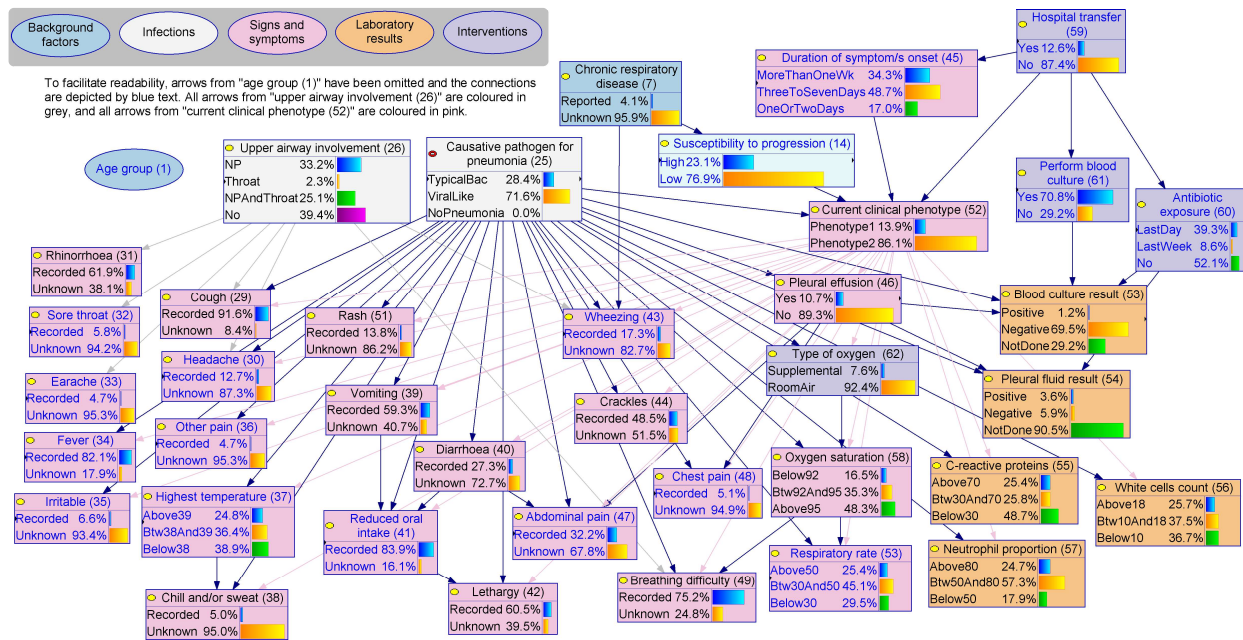 Background
factors
Infections
Signs and
symptoms
Laboratory
results
Interventions
To facilitate readability, arrows from "age group (1)" have been omitted and the connections
are depicted by blue text. All arrows from "upper airway involvement (26)" are coloured in
grey, and all arrows from "current clinical phenotype (52)" are coloured in pink.
Age group (1)
Hospital transfer
(59)
Yes 12.6%
No 87.4%
Duration of symptom/s onset (45)
MoreThanOneWk 34.3%
ThreeToSevenDays 48.7%
OneOrTwoDays 17.0%
Chronic respiratory
disease (7)
Reported 4.1%
Unknown 95.9%
Susceptibility to progression (14)
High 23.1%
Low 76.9%
Upper airway involvement (26)
NP 33.2%
Throat 2.3%
NPAndThroat 25.1%
No 39.4%
Causative pathogen for
pneumonia (25)
TypicalBac 28.4%
ViralLike 71.6%
NoPneumonia 0.0%
Perform blood
culture (61)
Yes 70.8%
No 29.2%
Antibiotic
exposure (60)
LastDay 39.3%
LastWeek 8.6%
No 52.1%
Current clinical phenotype (52)
Phenotype1 13.9%
Phenotype2 86.1%
Rhinorrhoea (31)
Recorded 61.9%
Unknown 38.1%
Cough (29)
Recorded 91.6%
Unknown 8.4%
Rash (51)
Recorded 13.8%
Unknown 86.2%
Wheezing (43)
Recorded 17.3%
Unknown 82.7%
Pleural effusion (46)
Yes 10.7%
No 89.3%
Blood culture result (53)
Positive 1.2%
Negative 69.5%
NotDone 29.2%
Sore throat (32)
Recorded 5.8%
Unknown 94.2%
Headache (30)
Recorded 12.7%
Unknown 87.3%
Type of oxygen (62)
Supplemental 7.6%
RoomAir 92.4%
Earache (33)
Recorded 4.7%
Unknown 95.3%
Vomiting (39)
Recorded 59.3%
Unknown 40.7%
Crackles (44)
Recorded 48.5%
Unknown 51.5%
Pleural fluid result (54)
Positive 3.6%
Negative 5.9%
NotDone 90.5%
Fever (34)
Recorded 82.1%
Unknown 17.9%
Other pain (36)
Recorded 4.7%
Unknown 95.3%
Diarrhoea (40)
Recorded 27.3%
Unknown 72.7%
Chest pain (48)
Recorded 5.1%
Unknown 94.9%
Oxygen saturation (58)
Below92 16.5%
Btw92And95 35.3%
Above95 48.3%
C-reactive proteins (55)
Above70 25.4%
Btw30And70 25.8%
Below30 48.7%
White cells count (56)
Above18 25.7%
Btw10And18 37.5%
Below10 36.7%
Irritable (35)
Recorded 6.6%
Unknown 93.4%
Highest temperature (37)
Above39 24.8%
Btw38And39 36.4%
Below38 38.9%
Reduced oral
intake (41)
Recorded 83.9%
Unknown 16.1%
Abdominal pain (47)
Recorded 32.2%
Unknown 67.8%
Respiratory rate (53)
Above50 25.4%
Btw30And50 45.1%
Below30 29.5%
Neutrophil proportion (57)
Above80 24.7%
Btw50And80 57.3%
Below50 17.9%
Chill and/or sweat (38)
Recorded 5.0%
Unknown 95.0%
Lethargy (42)
Recorded 60.5%
Unknown 39.5%
Breathing difficulty (49)
Recorded 75.2%
Unknown 24.8%